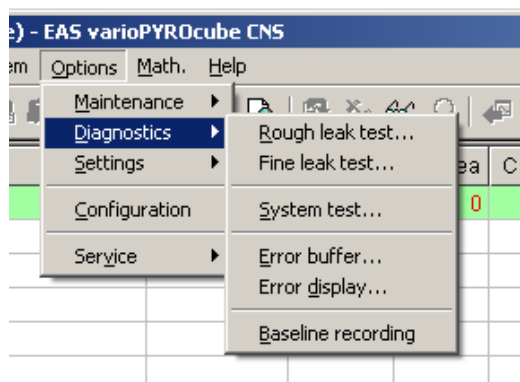 e) - EAS varioPYROcube CNS
em Options Math. Help
Maintenance
Diagnostics
Settings
Configuration
Service
Rough leak test...
Fine leak test...
System test...
Error buffer...
Error display...
Baseline recording
ea C
0